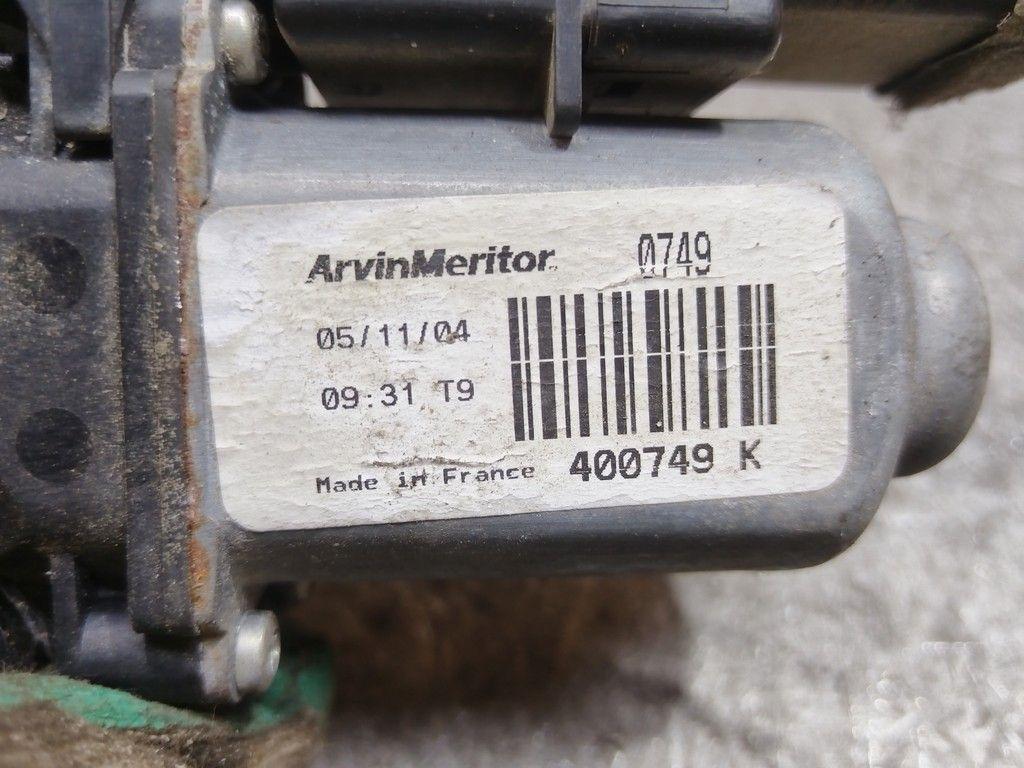 ArvinMeritor 0749
05/11/04
09:31 T9
Made in France 400749 K